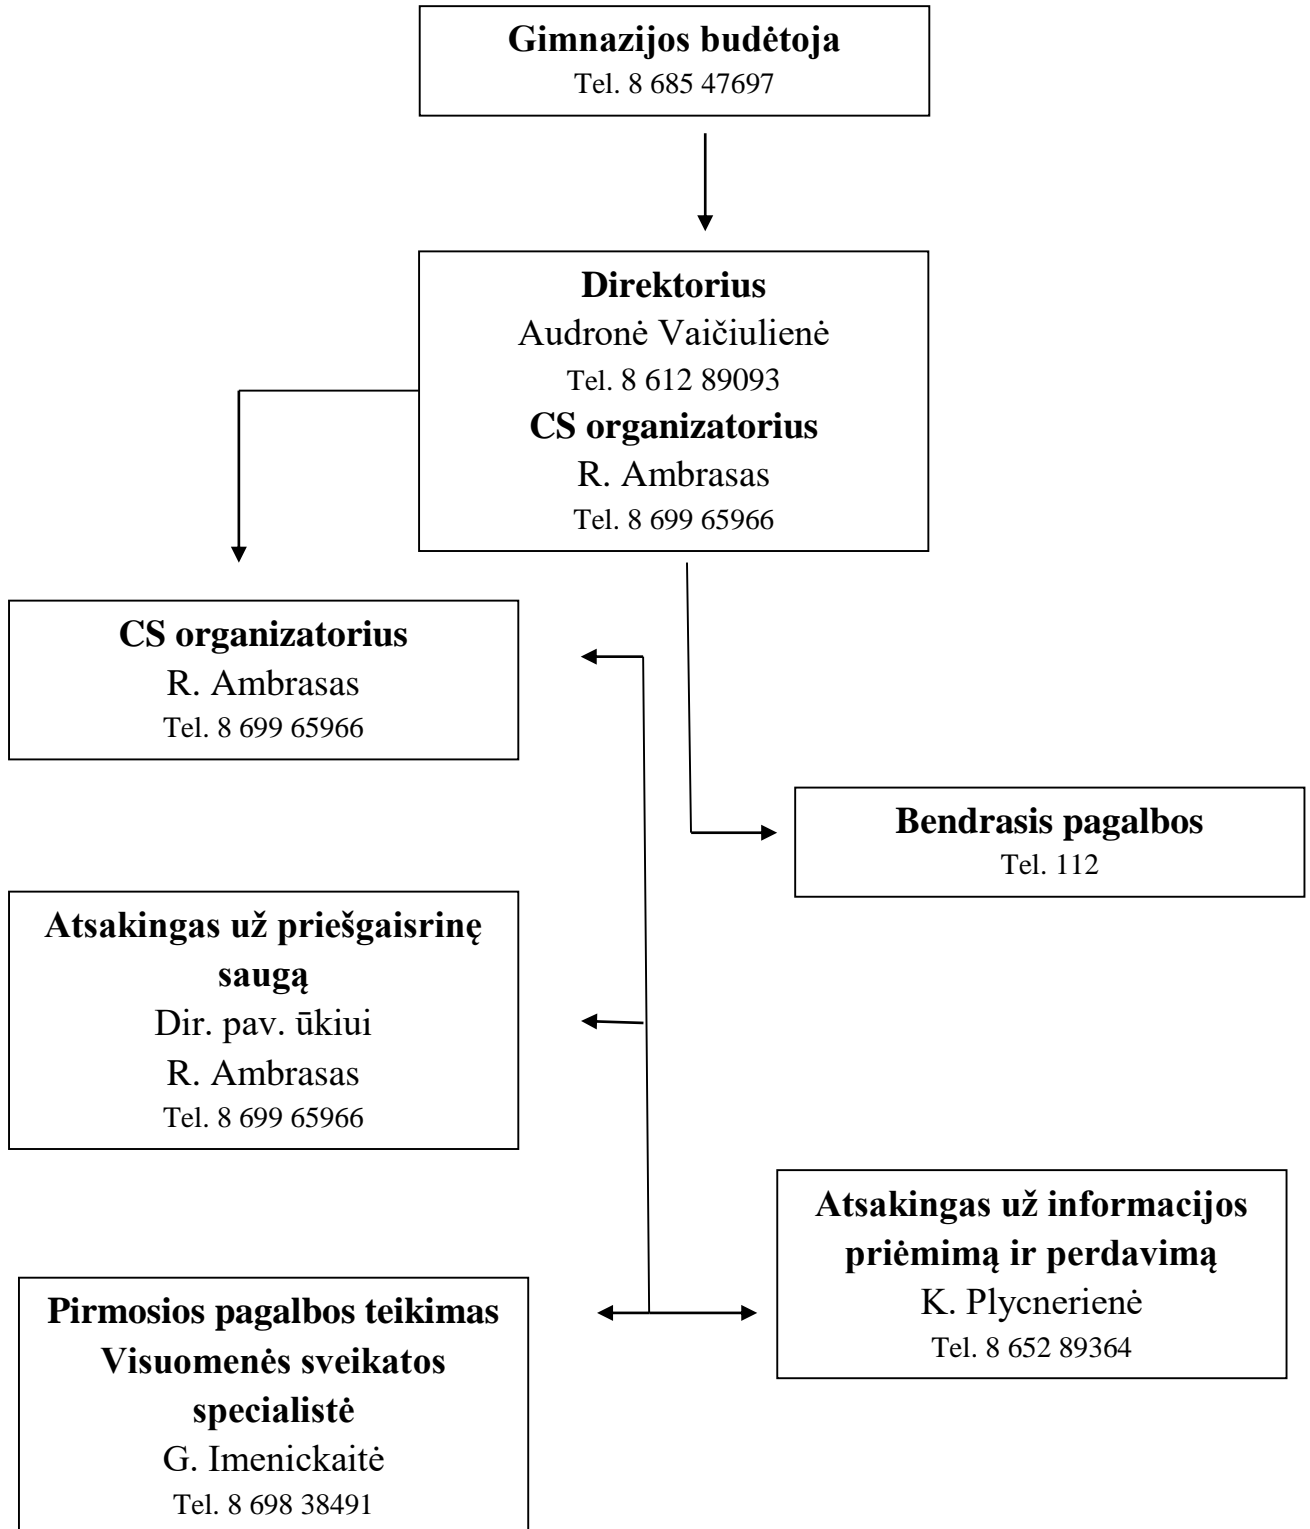 Gimnazijos budėtoja
Tel. 8 685 47697
Direktorius
Audronė Vaičiulienė
Tel. 8 612 89093
CS organizatorius
R. Ambrasas
Tel. 8 699 65966
CS organizatorius
R. Ambrasas
Tel. 8 699 65966
Bendrasis pagalbos
Tel. 112
Atsakingas už priešgaisrinę
saugą
Dir. pav. ūkiui
R. Ambrasas
Tel. 8 699 65966
Atsakingas už informacijos
priėmimą ir perdavimą
K. Plycnerienė
Tel. 8 652 89364
Pirmosios pagalbos teikimas
Visuomenės sveikatos
specialistė
G. Imenickaitė
Tel. 8 698 38491